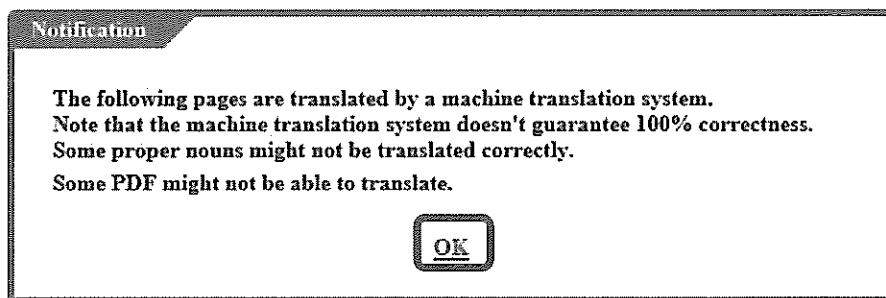 Notification
The following pages are translated by a machine translation system.
Note that the machine translation system doesn't guarantee 100% correctness.
Some proper nouns might not be translated correctly.
Some PDF might not be able to translate.
OK